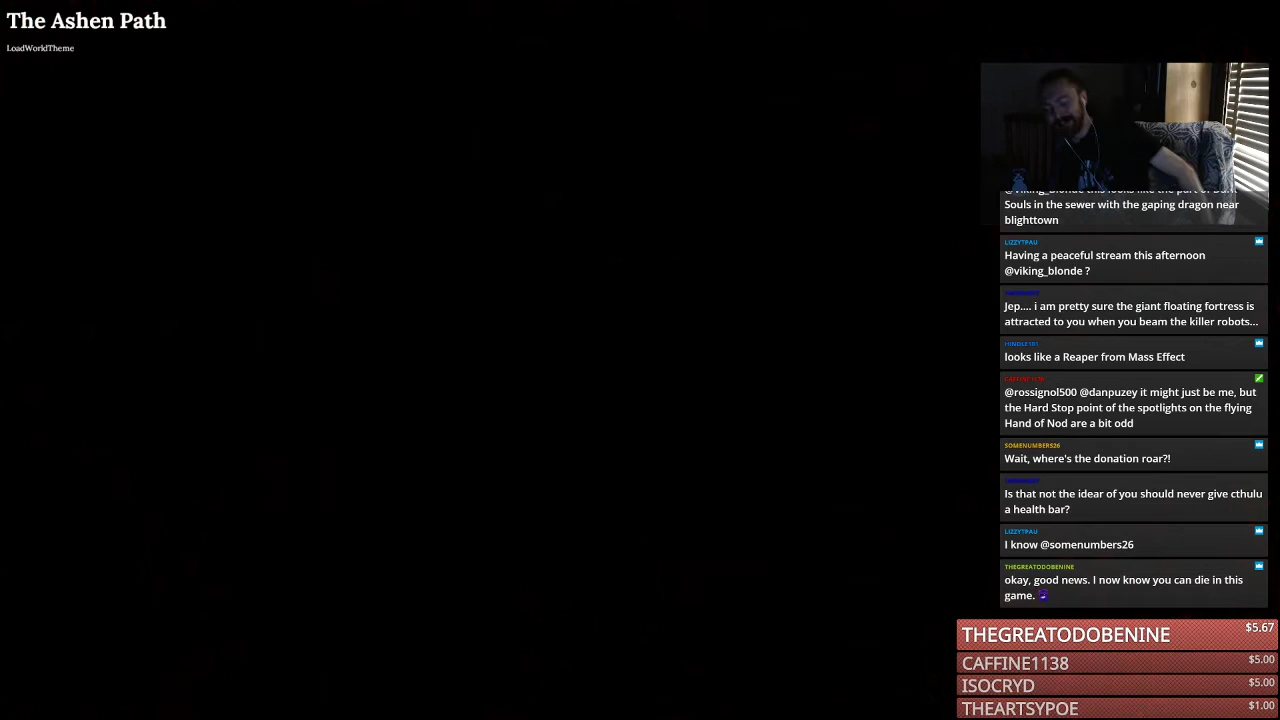 The Ashen Path
LoadWorldTheme
Souls in the sewer with the gaping dragon near
blighttown
LIZZYTPAU
Having a peaceful stream this afternoon
@viking_blonde ?
Jep.... i am pretty sure the giant floating fortress is
attracted to you when you beam the killer robots...
HINDLE101
looks like a Reaper from Mass Effect
CAFFINE1138
@rossignol500 @danpuzey it might just be me, but
the Hard Stop point of the spotlights on the flying
Hand of Nod are a bit odd
SOMENUMBERS26
Wait, where's the donation roar?!
Is that not the idear of you should never give cthulu
a health bar?
LIZZYTPAU
I know @somenumbers26
THEGREATODOBENINE
okay, good news. I now know you can die in this
game.
THEGREATODOBENINE $5.67
CAFFINE1138 $5.00
ISOCRYD $5.00
THEARTSYPOE $1.00